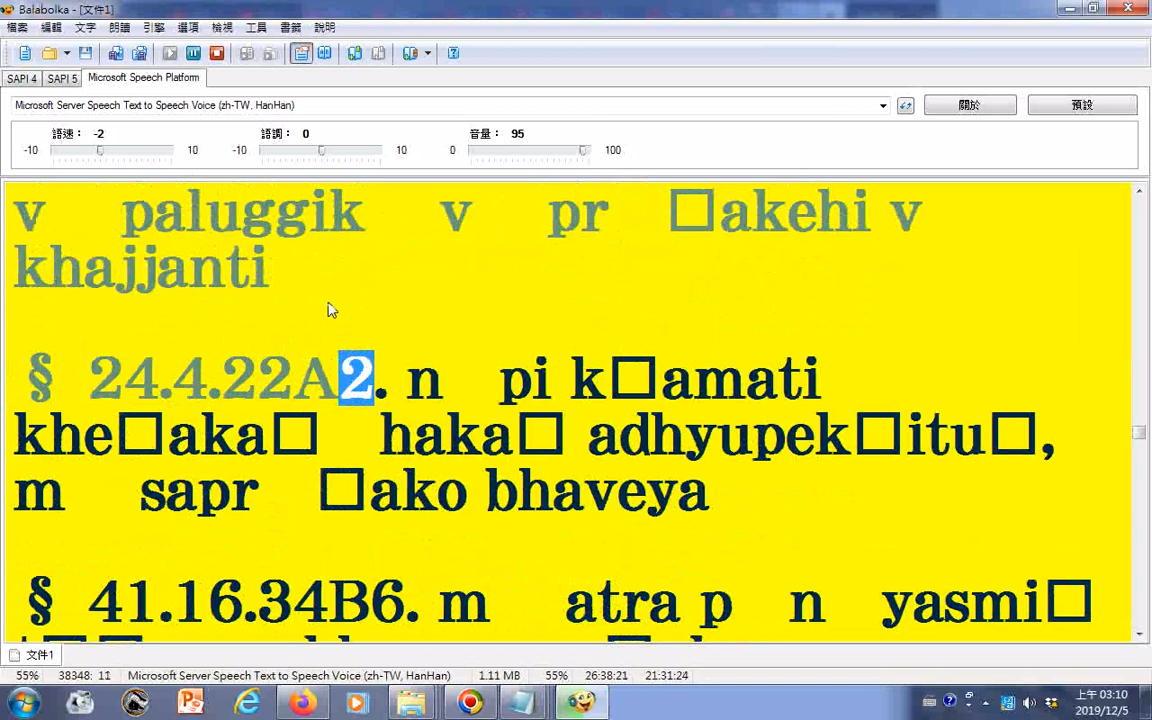 Balabolka - [文件1]
檔案 編輯 文字 朗讀 引擎 選項 檢視 工具 書籤 說明
SAPI 4 SAPI 5 Microsoft Speech Platform
Microsoft Server Speech Text to Speech Voice (zh-TW, HanHan) 關於 預設
語速： -2 語調： 0 音量： 95
-10 10 -10 10 0 100
v paluggik v pr □akehi v
khajjanti
§ 24.4.22A2. n pi k□amati
khe□aka□ haka□ adhyupek□itu□,
m sapr □ako bhaveya
§ 41.16.34B6. m atra p n yasmi□
文件1
55% 38348: 11 Microsoft Server Speech Text to Speech Voice (zh-TW, HanHan) 1.11 MB 55% 26:38:21 21:31:24
上午 03:10
2019/12/5